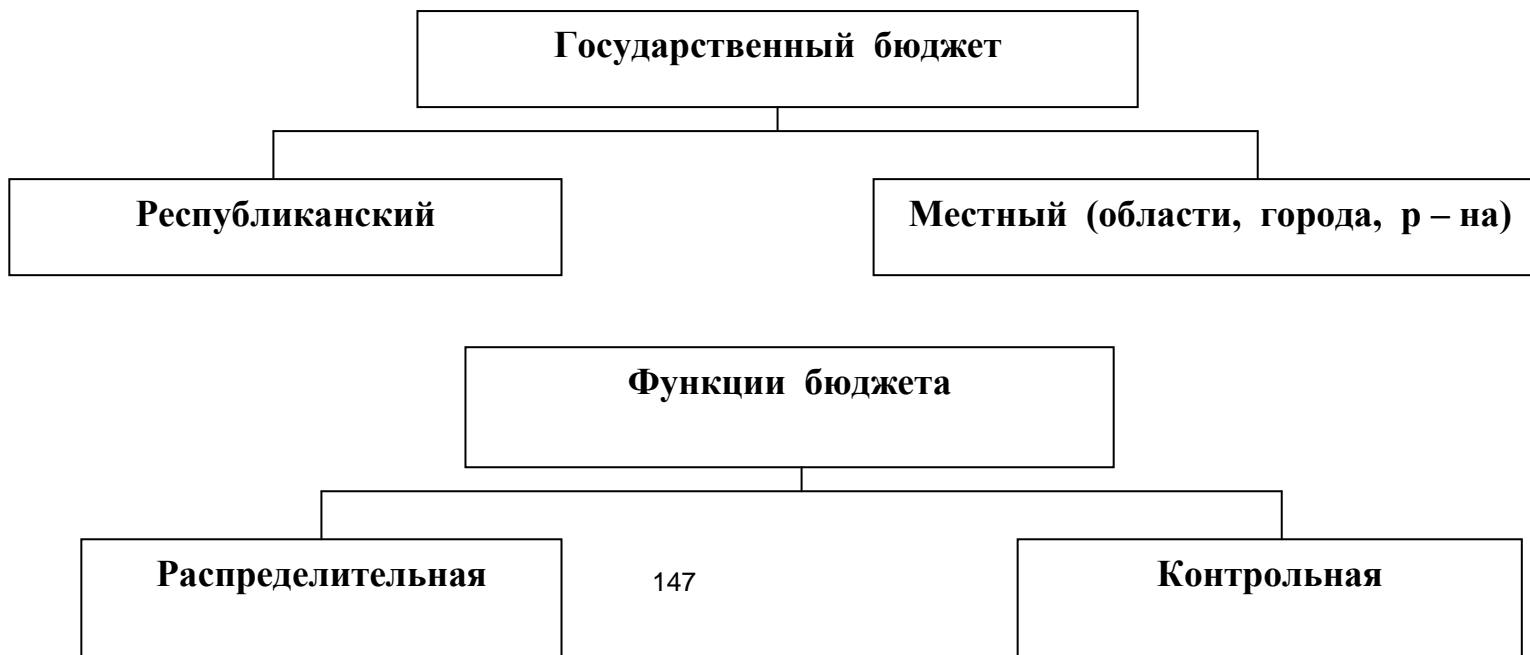 Государственный бюджет
Республиканский
Местный (области, города, р – на)
Функции бюджета
Распределительная
147
Контрольная